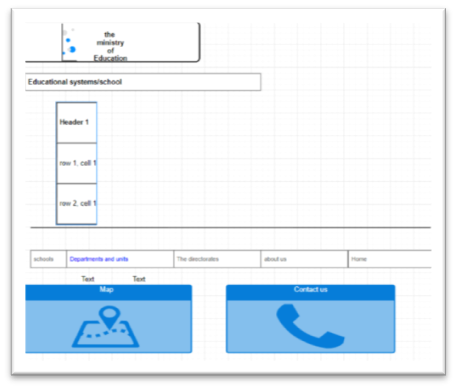 the
ministry
of
Education
Educational systems/school
Header 1
row 1, cell 1
row 2, cell 1
schools Departments and units The directorates about us Home
Text Text
Map Contact us